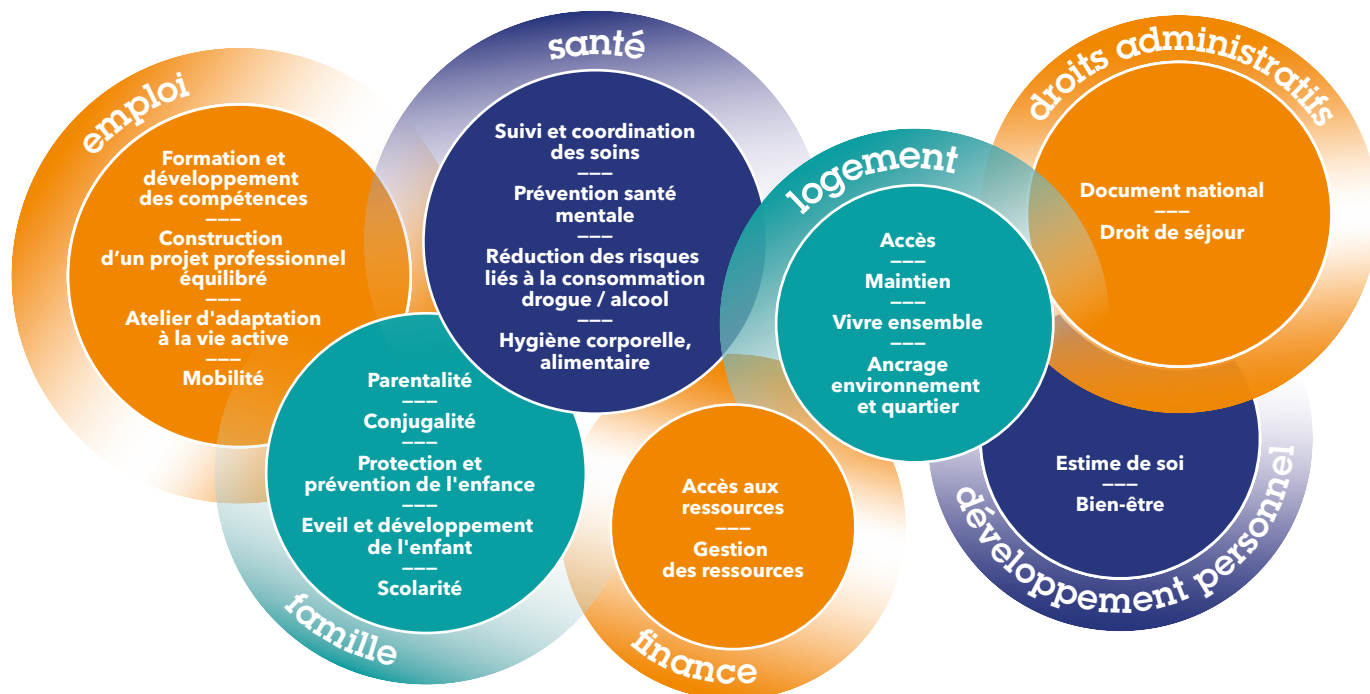 emploi
Formation et
développement
des compétences
———
Construction
d'un projet professionnel
équilibré
———
Atelier d'adaptation
à la vie active
———
Mobilité
santé
Suivi et coordination
des soins
———
Prévention santé
mentale
———
Réduction des risques
liés à la consommation
drogue / alcool
———
Hygiène corporelle,
alimentaire
famille
Parentalité
———
Conjugalité
———
Protection et
prévention de l'enfance
———
Eveil et développement
de l'enfant
———
Scolarité
finance
Accès aux
ressources
———
Gestion
des ressources
logement
Accès
———
Maintien
———
Vivre ensemble
———
Ancrage
environnement
et quartier
droits administratifs
Document national
———
Droit de séjour
développement personnel
Estime de soi
———
Bien-être